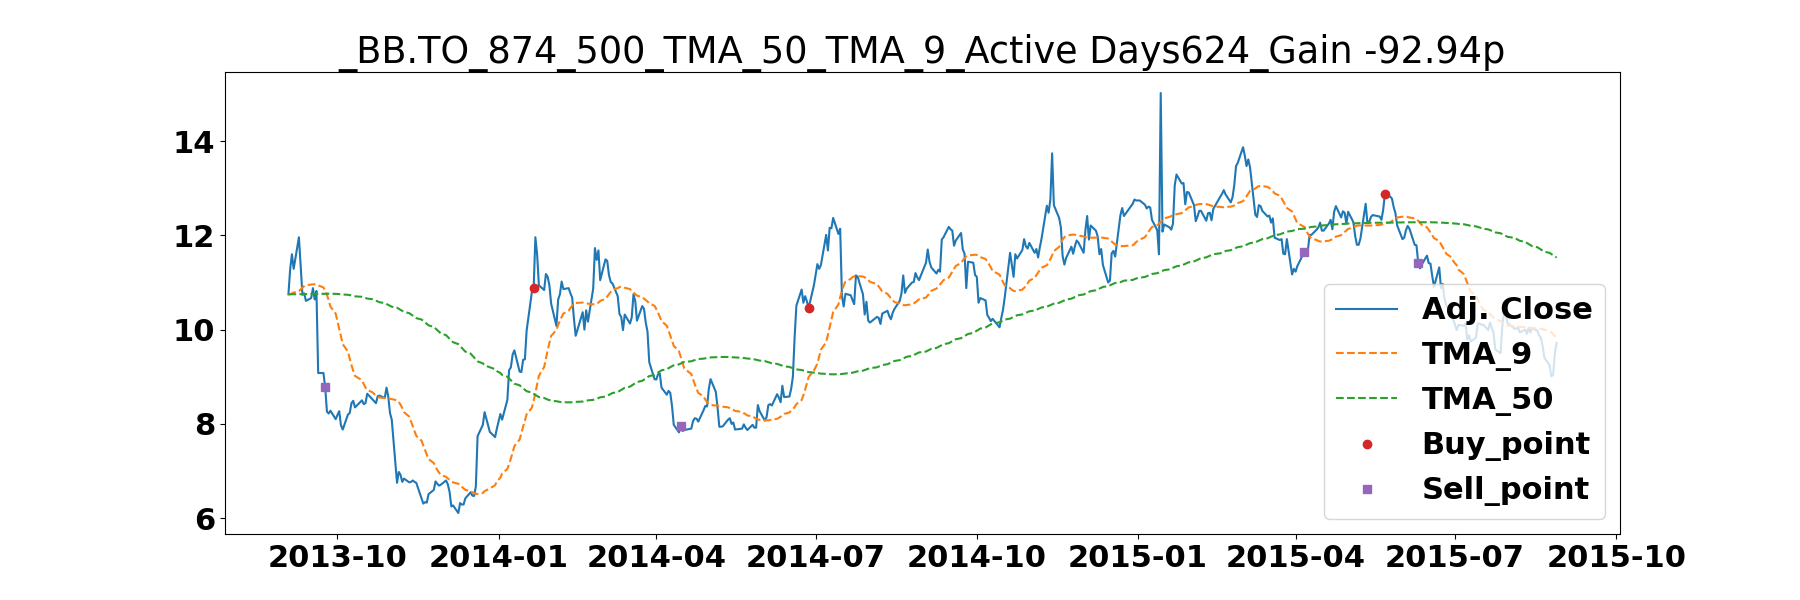 _BB.TO_874_500_TMA_50_TMA_9_Active Days624_Gain -92.94p
14
12
10
8
6
Adj. Close
TMA_9
TMA_50
Buy_point
Sell_point
2013-10 2014-01 2014-04 2014-07 2014-10 2015-01 2015-04 2015-07 2015-10